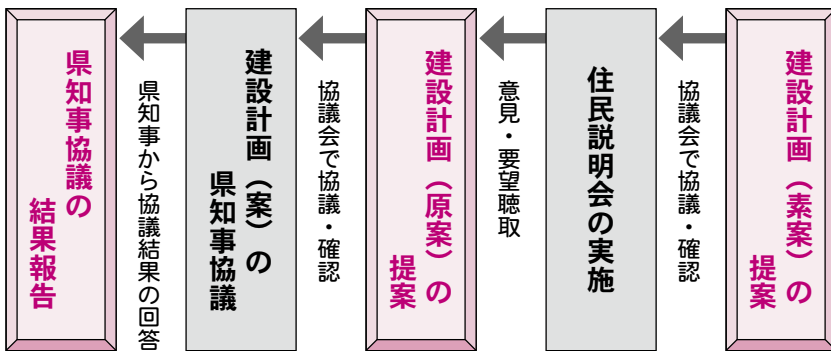 建設計画（素案）の
提案
協議会で協議・確認
住民説明会の実施
意見・要望聴取
建設計画（原案）の
提案
協議会で協議・確認
建設計画（案）の
県知事協議
県知事から協議結果の回答
県知事協議の
結果報告